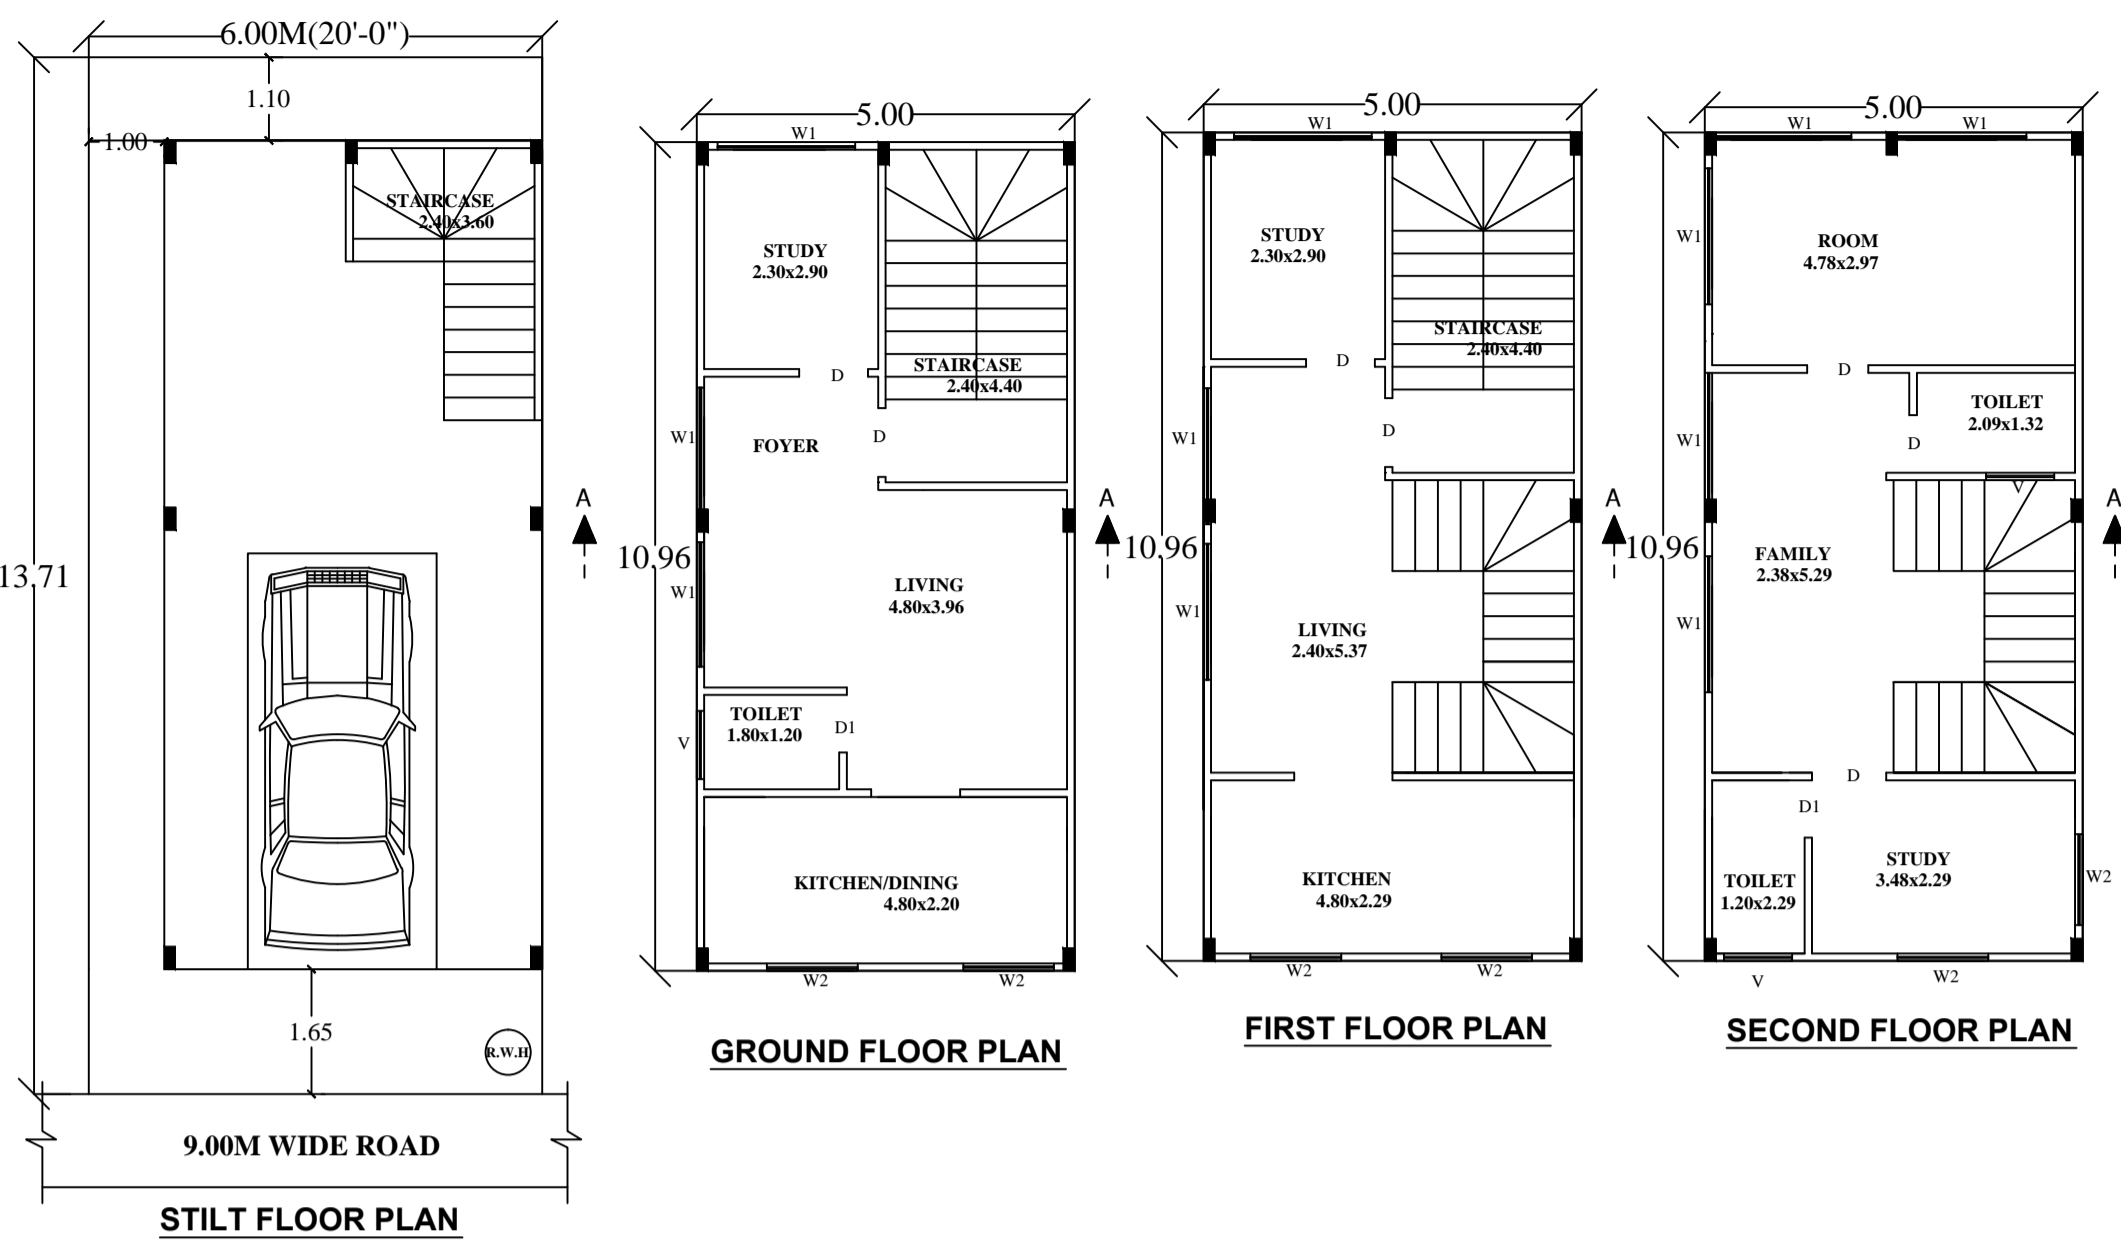 6.00M(20'-0")
1.10
1.00
STAIRCASE
2.40x3.60
13.71
A
1.65
R.W.H
9.00M WIDE ROAD
STILT FLOOR PLAN
5.00
W1
STUDY
2.30x2.90
D
STAIRCASE
2.40x4.40
W1
FOYER
D
A
10.96
W1
LIVING
4.80x3.96
TOILET
1.80x1.20
D1
V
KITCHEN/DINING
4.80x2.20
W2
W2
GROUND FLOOR PLAN
5.00
W1
STUDY
2.30x2.90
STAIRCASE
2.40x4.40
D
W1
D
A
10.96
W1
LIVING
2.40x5.37
KITCHEN
4.80x2.29
W2
W2
FIRST FLOOR PLAN
5.00
W1
W1
W1
ROOM
4.78x2.97
D
TOILET
2.09x1.32
W1
D
V
A
10.96
FAMILY
2.38x5.29
W1
D
D1
STUDY
3.48x2.29
W2
TOILET
1.20x2.29
V
W2
SECOND FLOOR PLAN